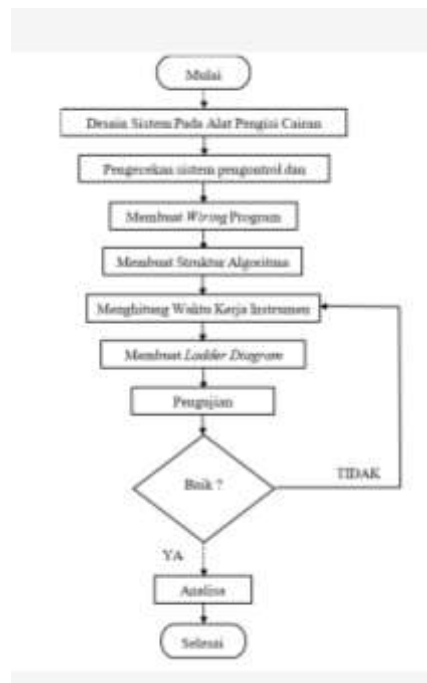 Mulai
Desain Sistem Pada Alat Pengisi Cairan
Pengecekan sistem pengontrol dan
Membuat Wiring Program
Membuat Struktur Algoritma
Menghitung Waktu Kerja Instrumen
Membuat Ladder Diagram
Pengujian
Baik ?
TIDAK
YA
Analisa
Selesai